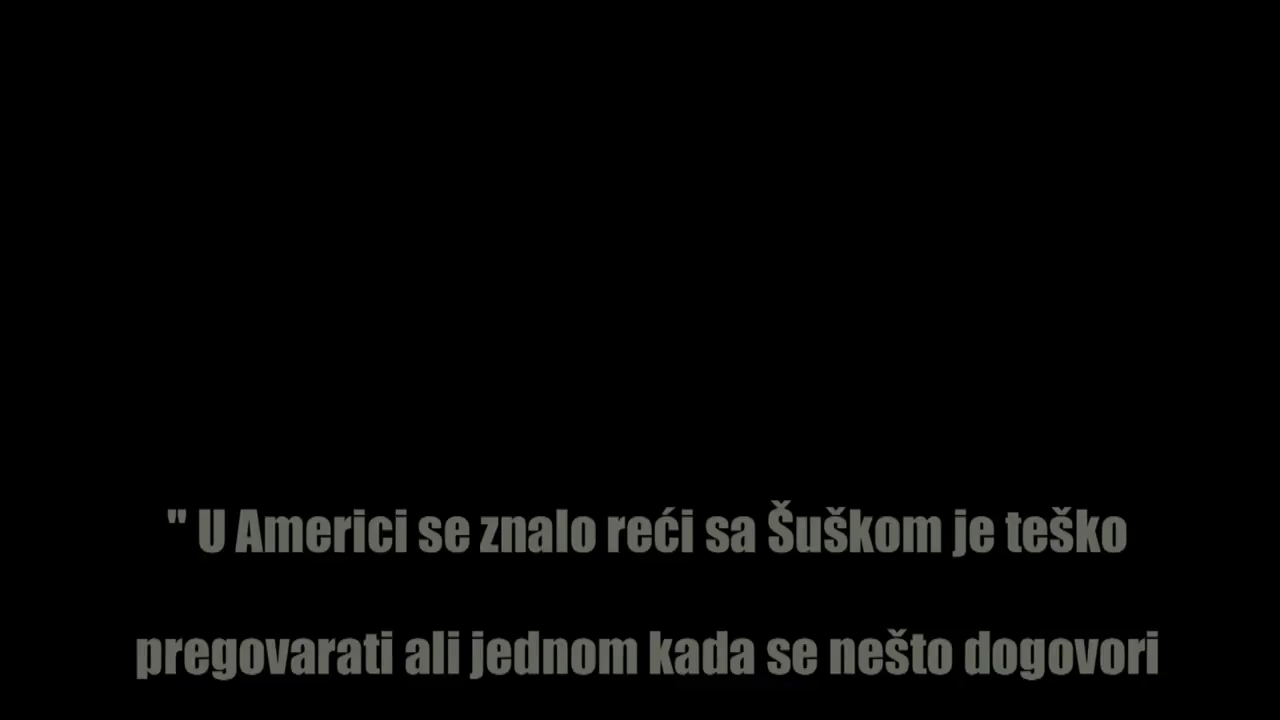 " U Americi se znalo reći sa Šuškom je teško
pregovarati ali jednom kada se nešto dogovori